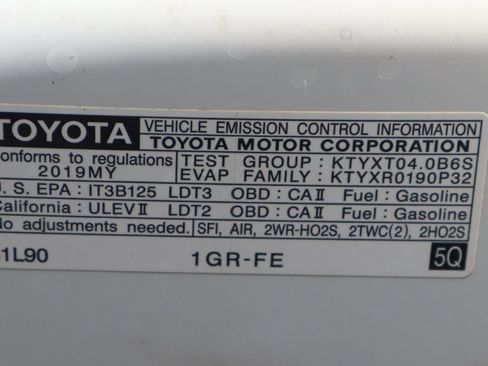 TOYOTA VEHICLE EMISSION CONTROL INFORMATION
TOYOTA MOTOR CORPORATION
onforms to regulations TEST GROUP : KTYXT04.0B6S
2019MY EVAP FAMILY : KTYXR0190P32
. S. EPA : IT3B125 LDT3 OBD : CAⅡ Fuel : Gasoline
alifornia : ULEVⅡ LDT2 OBD : CAⅡ Fuel : Gasoline
o adjustments needed. SFI, AIR, 2WR-HO2S, 2TWC(2), 2HO2S
1L90 1GR-FE 5Q